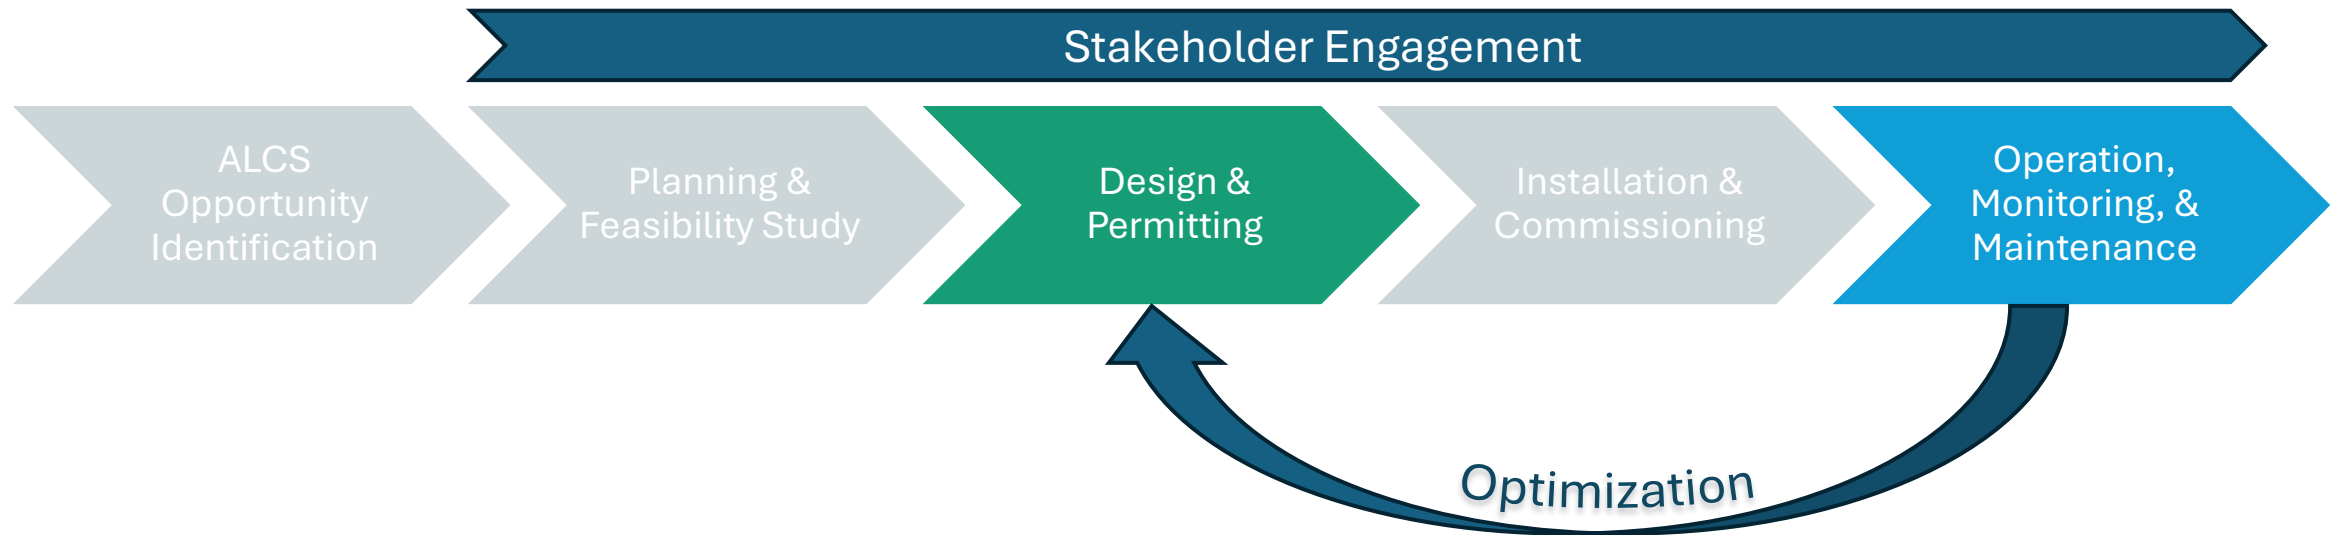 Stakeholder Engagement
ALCS
Opportunity
Identification
Planning &
Feasibility Study
Design &
Permitting
Installation &
Commissioning
Operation,
Monitoring, &
Maintenance
Optimization